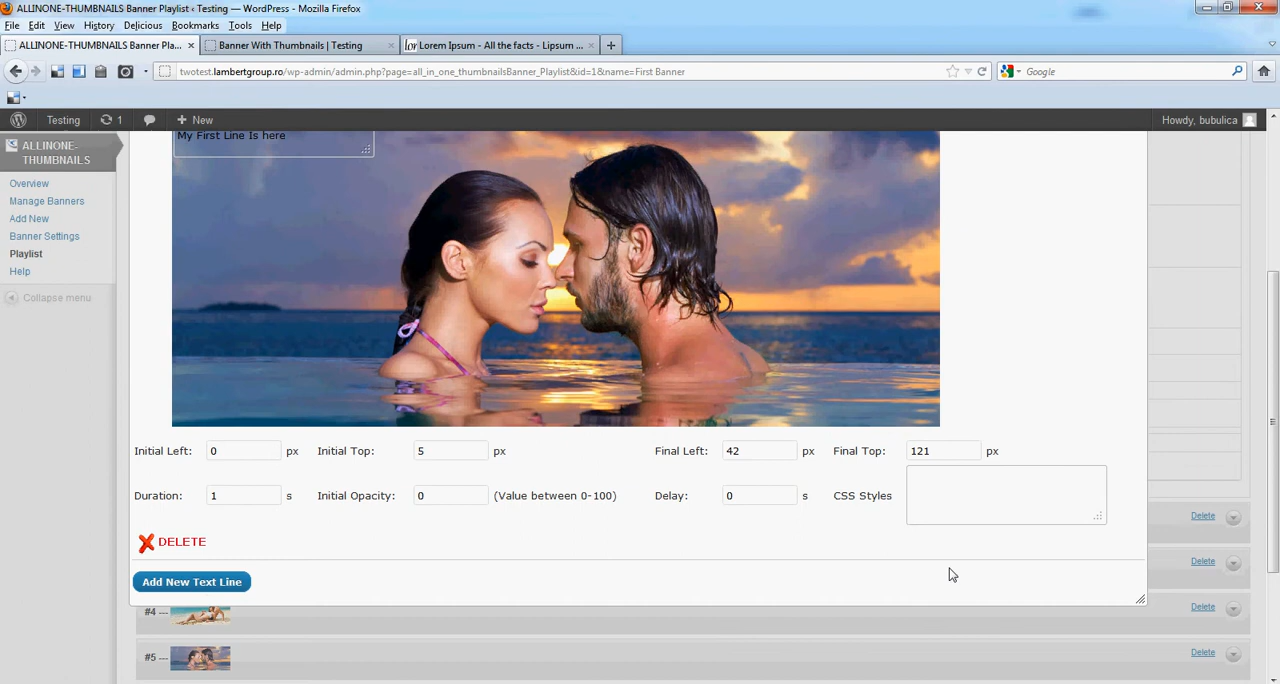 ALLINONE-THUMBNAILS Banner Playlist ‹ Testing — WordPress - Mozilla Firefox
File Edit View History Delicious Bookmarks Tools Help
ALLINONE-THUMBNAILS Banner Pla... × Banner With Thumbnails | Testing × Lorem Ipsum - All the facts - Lipsum ... × +
twotest.lambertgroup.ro/wp-admin/admin.php?page=all_in_one_thumbnailsBanner_Playlist&id=1&name=First Banner
Google
Testing 1 + New Howdy, bubulica
ALLINONE-
THUMBNAILS
Overview
Manage Banners
Add New
Banner Settings
Playlist
Help
Collapse menu
My First Line Is here
Initial Left: 0 px Initial Top: 5 px Final Left: 42 px Final Top: 121 px
Duration: 1 s Initial Opacity: 0 (Value between 0-100) Delay: 0 s CSS Styles
DELETE
Add New Text Line
Delete
Delete
#4 --- Delete
#5 --- Delete